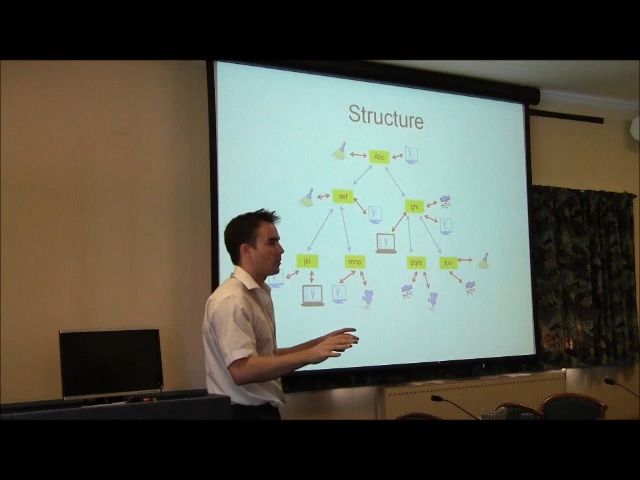 Structure
Abc
def
ghi
jkl
mno
pqrs
tuv